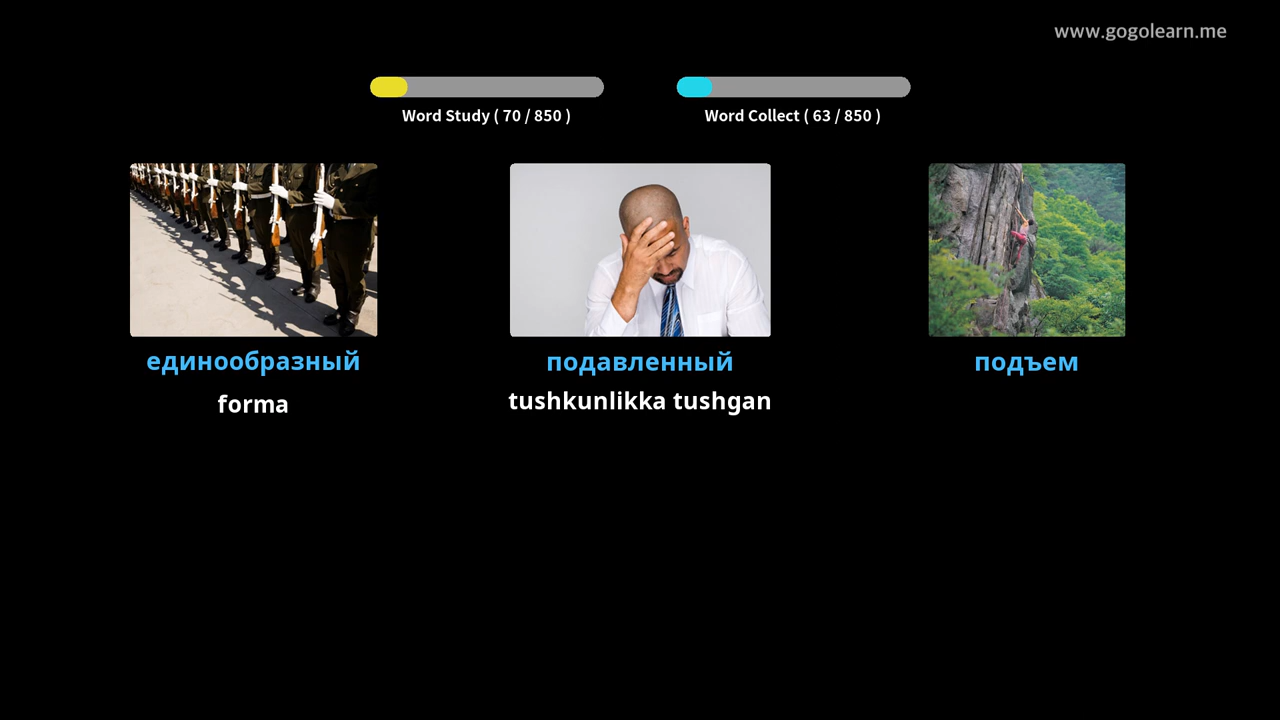 www.gogolearn.me
Word Study ( 70 / 850 )
Word Collect ( 63 / 850 )
единообразный
подавленный
подъем
forma
tushkunlikka tushgan